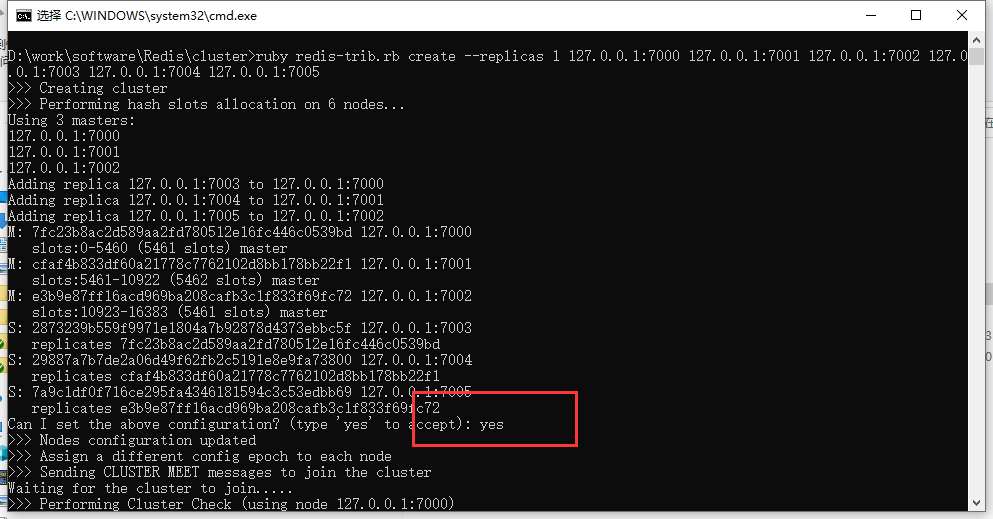 选择 C:\WINDOWS\system32\cmd.exe
D:\work\software\Redis\cluster>ruby redis-trib.rb create --replicas 1 127.0.0.1:7000 127.0.0.1:7001 127.0.0.1:7002 127.0
.0.1:7003 127.0.0.1:7004 127.0.0.1:7005
>>> Creating cluster
>>> Performing hash slots allocation on 6 nodes...
Using 3 masters:
127.0.0.1:7000
127.0.0.1:7001
127.0.0.1:7002
Adding replica 127.0.0.1:7003 to 127.0.0.1:7000
Adding replica 127.0.0.1:7004 to 127.0.0.1:7001
Adding replica 127.0.0.1:7005 to 127.0.0.1:7002
M: 7fc23b8ac2d589aa2fd780512e16fc446c0539bd 127.0.0.1:7000
slots:0-5460 (5461 slots) master
M: cfaf4b833df60a21778c7762102d8bb178bb22f1 127.0.0.1:7001
slots:5461-10922 (5462 slots) master
M: e3b9e87ff16acd969ba208cafb3c1f833f69fc72 127.0.0.1:7002
slots:10923-16383 (5461 slots) master
S: 2873239b559f9971e1804a7b92878d4373ebbc5f 127.0.0.1:7003
replicates 7fc23b8ac2d589aa2fd780512e16fc446c0539bd
S: 29887a7b7de2a06d49f62fb2c5191e8e9fa73800 127.0.0.1:7004
replicates cfaf4b833df60a21778c7762102d8bb178bb22f1
S: 7a9c1df0f716ce295fa4346181594c3c53edbb69 127.0.0.1:7005
replicates e3b9e87ff16acd969ba208cafb3c1f833f69fc72
Can I set the above configuration? (type 'yes' to accept): yes
>>> Nodes configuration updated
>>> Assign a different config epoch to each node
>>> Sending CLUSTER MEET messages to join the cluster
Waiting for the cluster to join.....
>>> Performing Cluster Check (using node 127.0.0.1:7000)